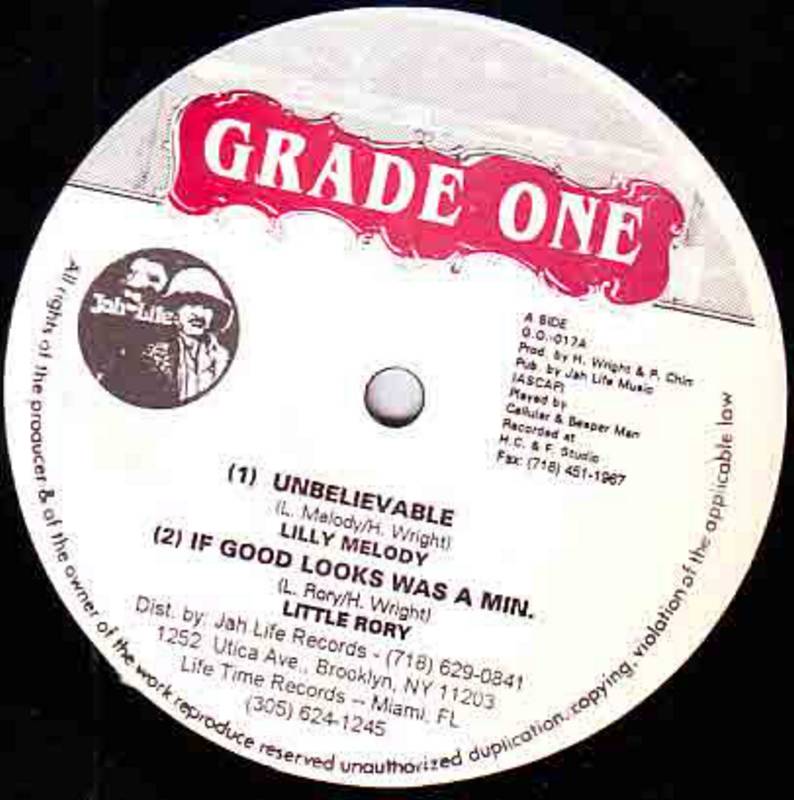 GRADE ONE
Jah-Life
A SIDE
G.O.-017A
Prod. by H. Wright & P. Chin
Pub. by Jah Life Music
(ASCAP)
Played by
Cellular & Beeper Man
Recorded at
H.C. & F. Studio
Fax: (718) 451-1967
(1) UNBELIEVABLE
(L. Melody/H. Wright)
LILLY MELODY
(2) IF GOOD LOOKS WAS A MIN.
(L. Rory/H. Wright)
LITTLE RORY
Dist. by: Jah Life Records - (718) 629-0841
1252 Utica Ave., Brooklyn, NY 11203
Life Time Records – Miami, FL
(305) 624-1245
All rights of the producer & of the owner of the work reproduce reserved unauthorized duplication, copying, violation of the applicable law